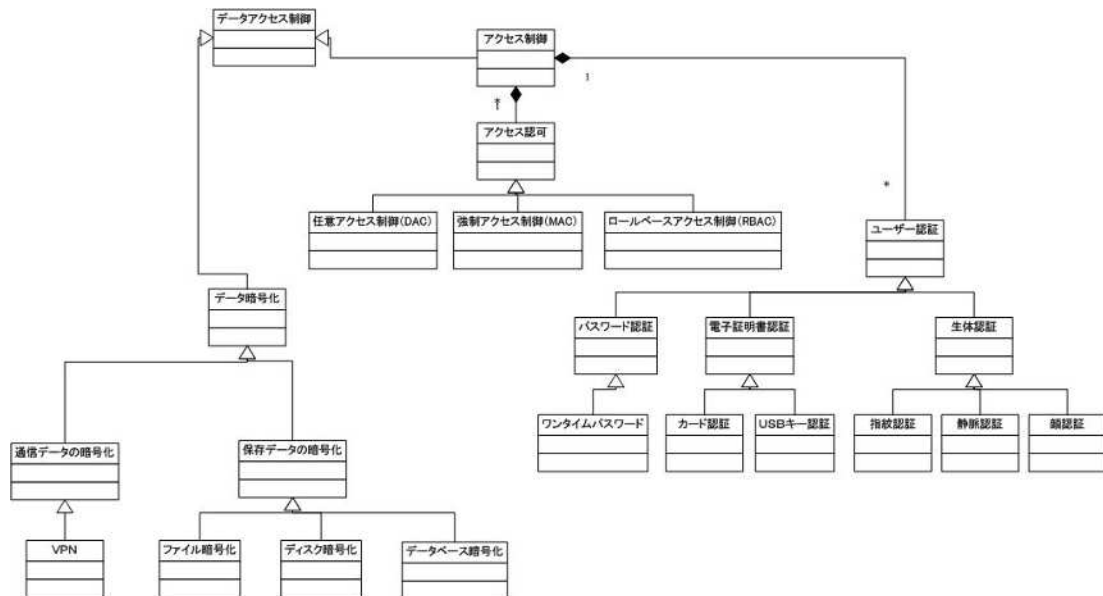 データアクセス制御
アクセス制御
1
*
アクセス認可
*
任意アクセス制御(DAC)
強制アクセス制御(MAC)
ロールベースアクセス制御(RBAC)
ユーザー認証
データ暗号化
パスワード認証
電子証明書認証
生体認証
ワンタイムパスワード
カード認証
USBキー認証
指紋認証
静脈認証
顔認証
通信データの暗号化
保存データの暗号化
VPN
ファイル暗号化
ディスク暗号化
データベース暗号化